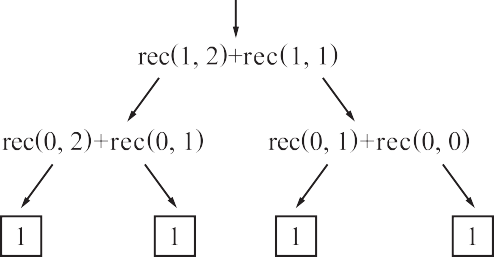 rec(1, 2)+rec(1, 1)
rec(0, 2)+rec(0, 1) rec(0, 1)+rec(0, 0)
1 1 1 1